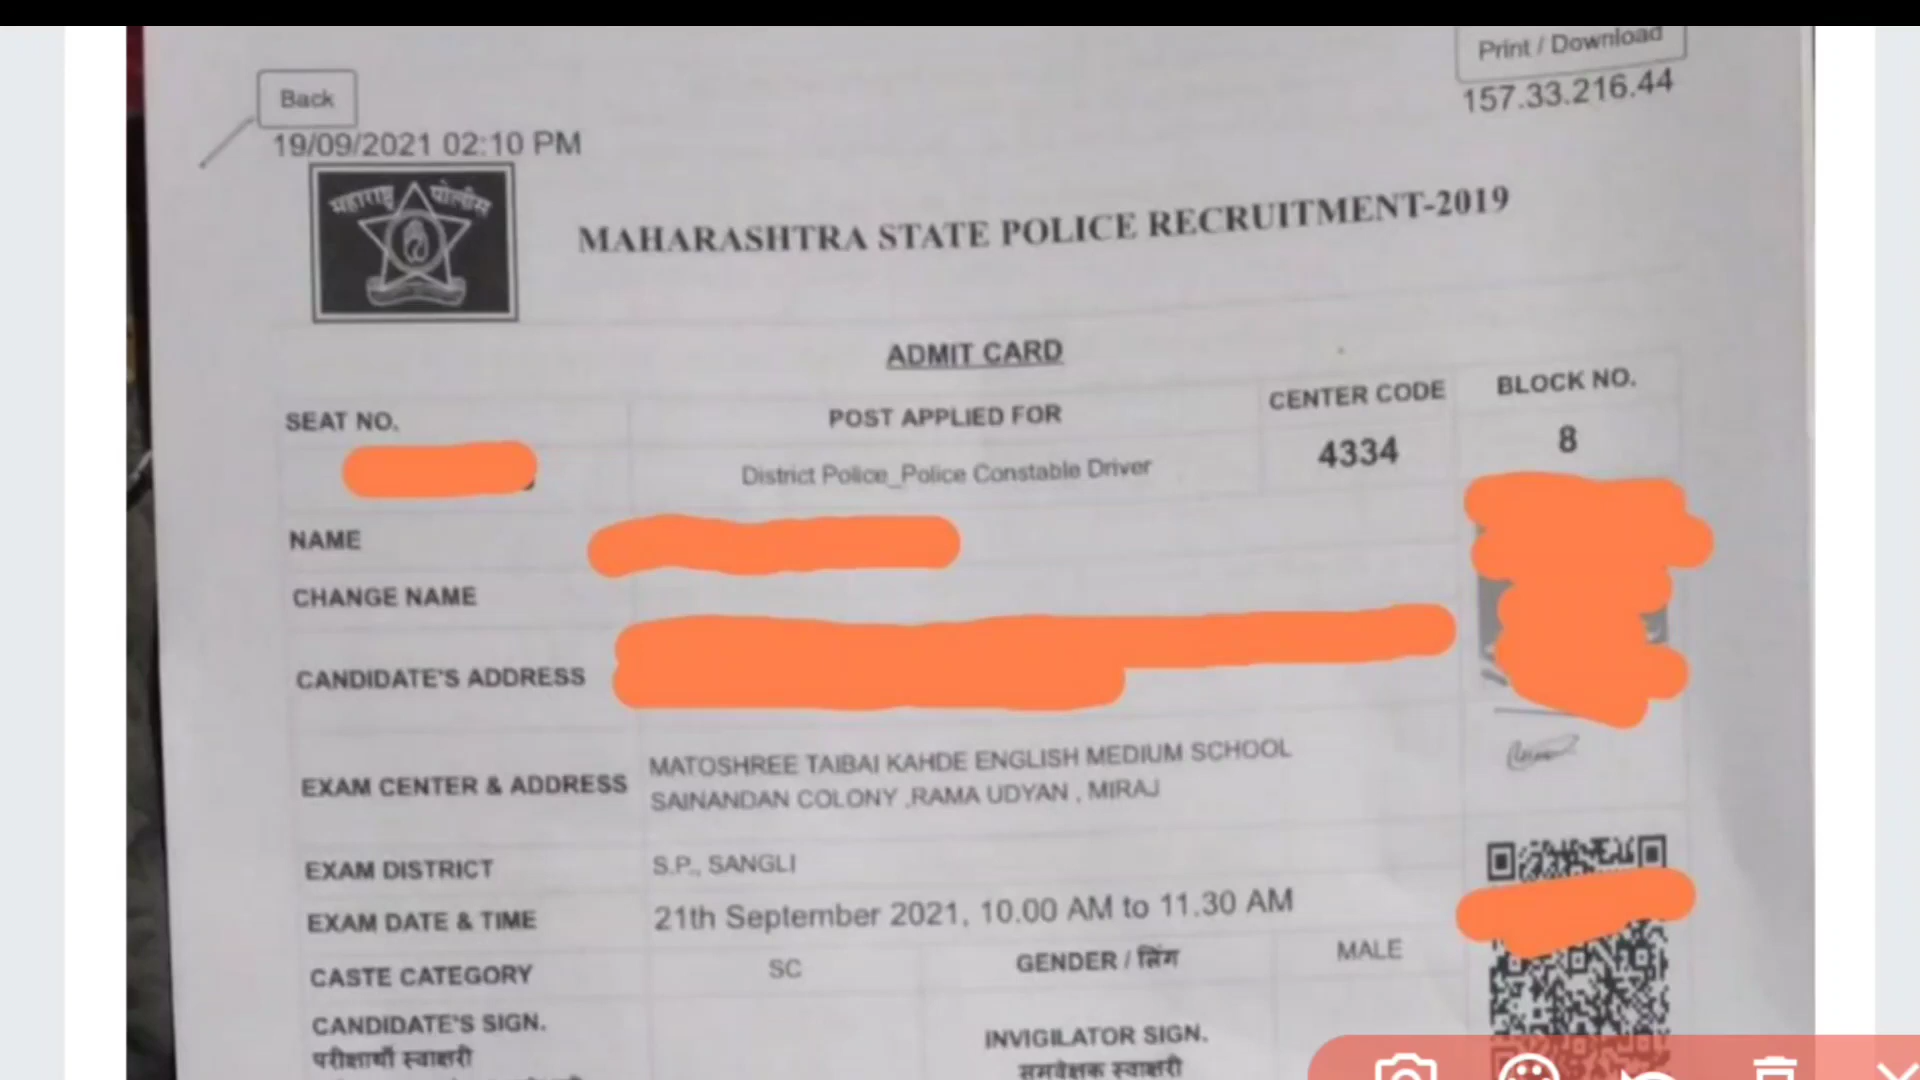 Back
Print / Download
19/09/2021 02:10 PM
157.33.216.44
महाराष्ट्र पोलीस
MAHARASHTRA STATE POLICE RECRUITMENT-2019
ADMIT CARD
SEAT NO.
POST APPLIED FOR
CENTER CODE
BLOCK NO.
District Police_Police Constable Driver
4334
8
NAME
CHANGE NAME
CANDIDATE'S ADDRESS
EXAM CENTER & ADDRESS
MATOSHREE TAIBAI KAHDE ENGLISH MEDIUM SCHOOL
SAINANDAN COLONY ,RAMA UDYAN , MIRAJ
EXAM DISTRICT
S.P., SANGLI
EXAM DATE & TIME
21th September 2021, 10.00 AM to 11.30 AM
CASTE CATEGORY
SC
GENDER / लिंग
MALE
CANDIDATE'S SIGN.
परीक्षार्थी स्वाक्षरी
INVIGILATOR SIGN.
समवेक्षक स्वाक्षरी